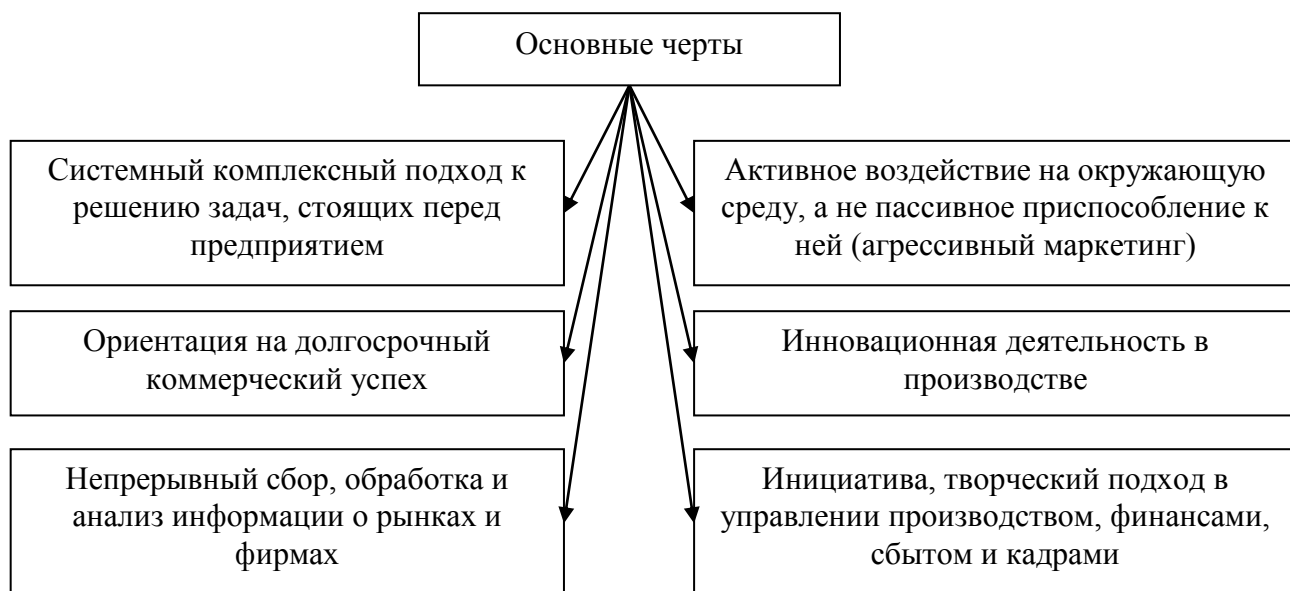 Основные черты
Системный комплексный подход к
решению задач, стоящих перед
предприятием
Активное воздействие на окружающую
среду, а не пассивное приспособление к
ней (агрессивный маркетинг)
Ориентация на долгосрочный
коммерческий успех
Инновационная деятельность в
производстве
Непрерывный сбор, обработка и
анализ информации о рынках и
фирмах
Инициатива, творческий подход в
управлении производством, финансами,
сбытом и кадрами